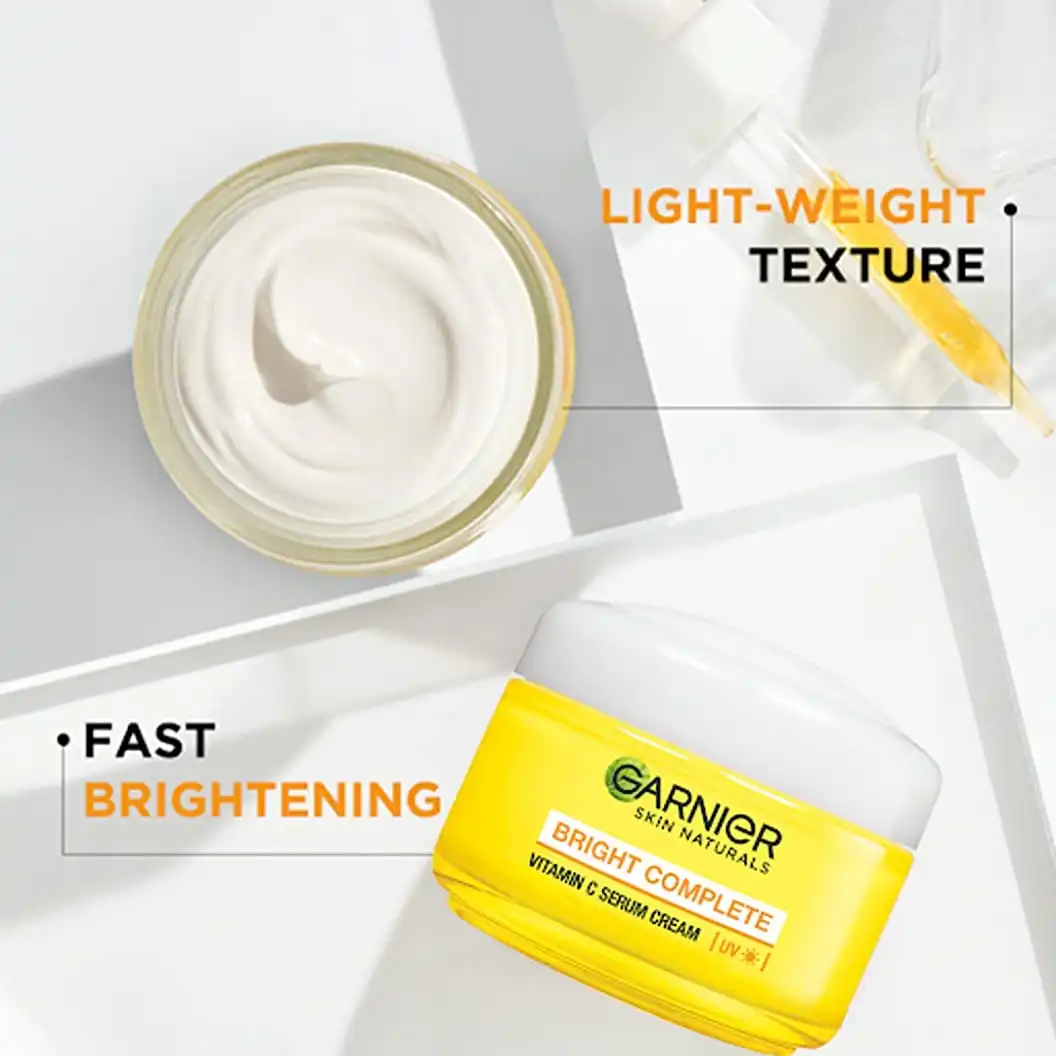 LIGHT-WEIGHT
TEXTURE
FAST
BRIGHTENING
GARNIER
SKIN NATURALS
BRIGHT COMPLETE
VITAMIN C SERUM CREAM
UV